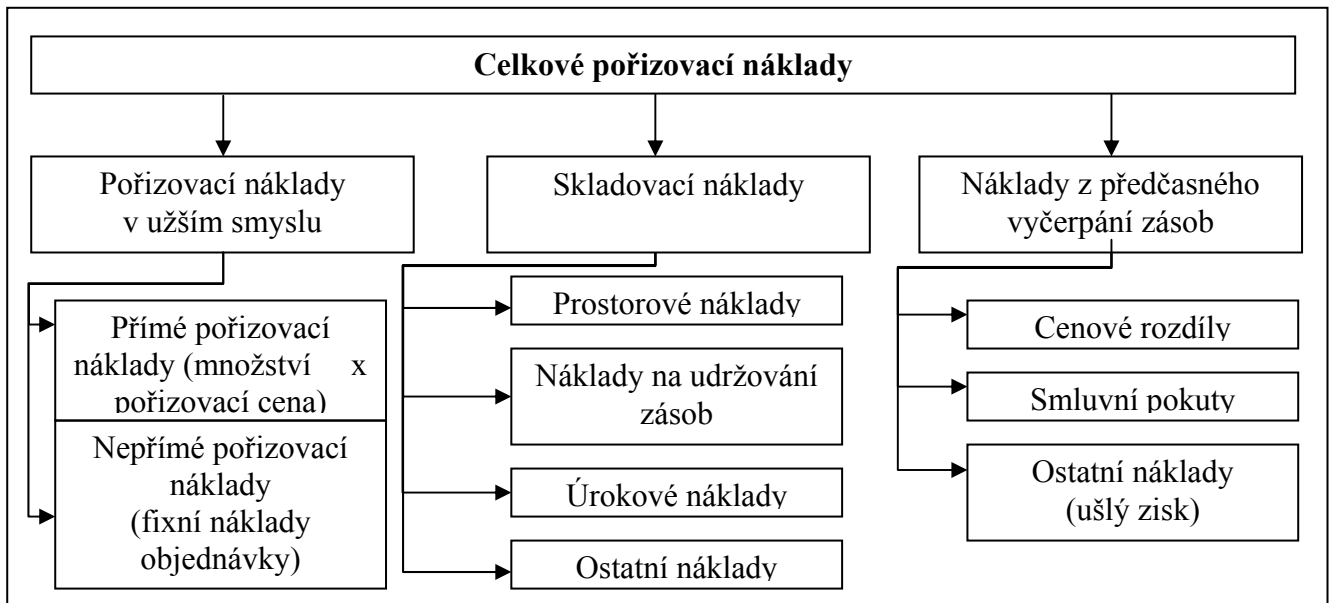 Celkové pořizovací náklady
Pořizovací náklady
v užším smyslu
Přímé pořizovací
náklady (množství x
pořizovací cena)
Nepřímé pořizovací
náklady
(fixní náklady
objednávky)
Skladovací náklady
Prostorové náklady
Náklady na udržování
zásob
Úrokové náklady
Ostatní náklady
Náklady z předčasného
vyčerpání zásob
Cenové rozdíly
Smluvní pokuty
Ostatní náklady
(ušlý zisk)